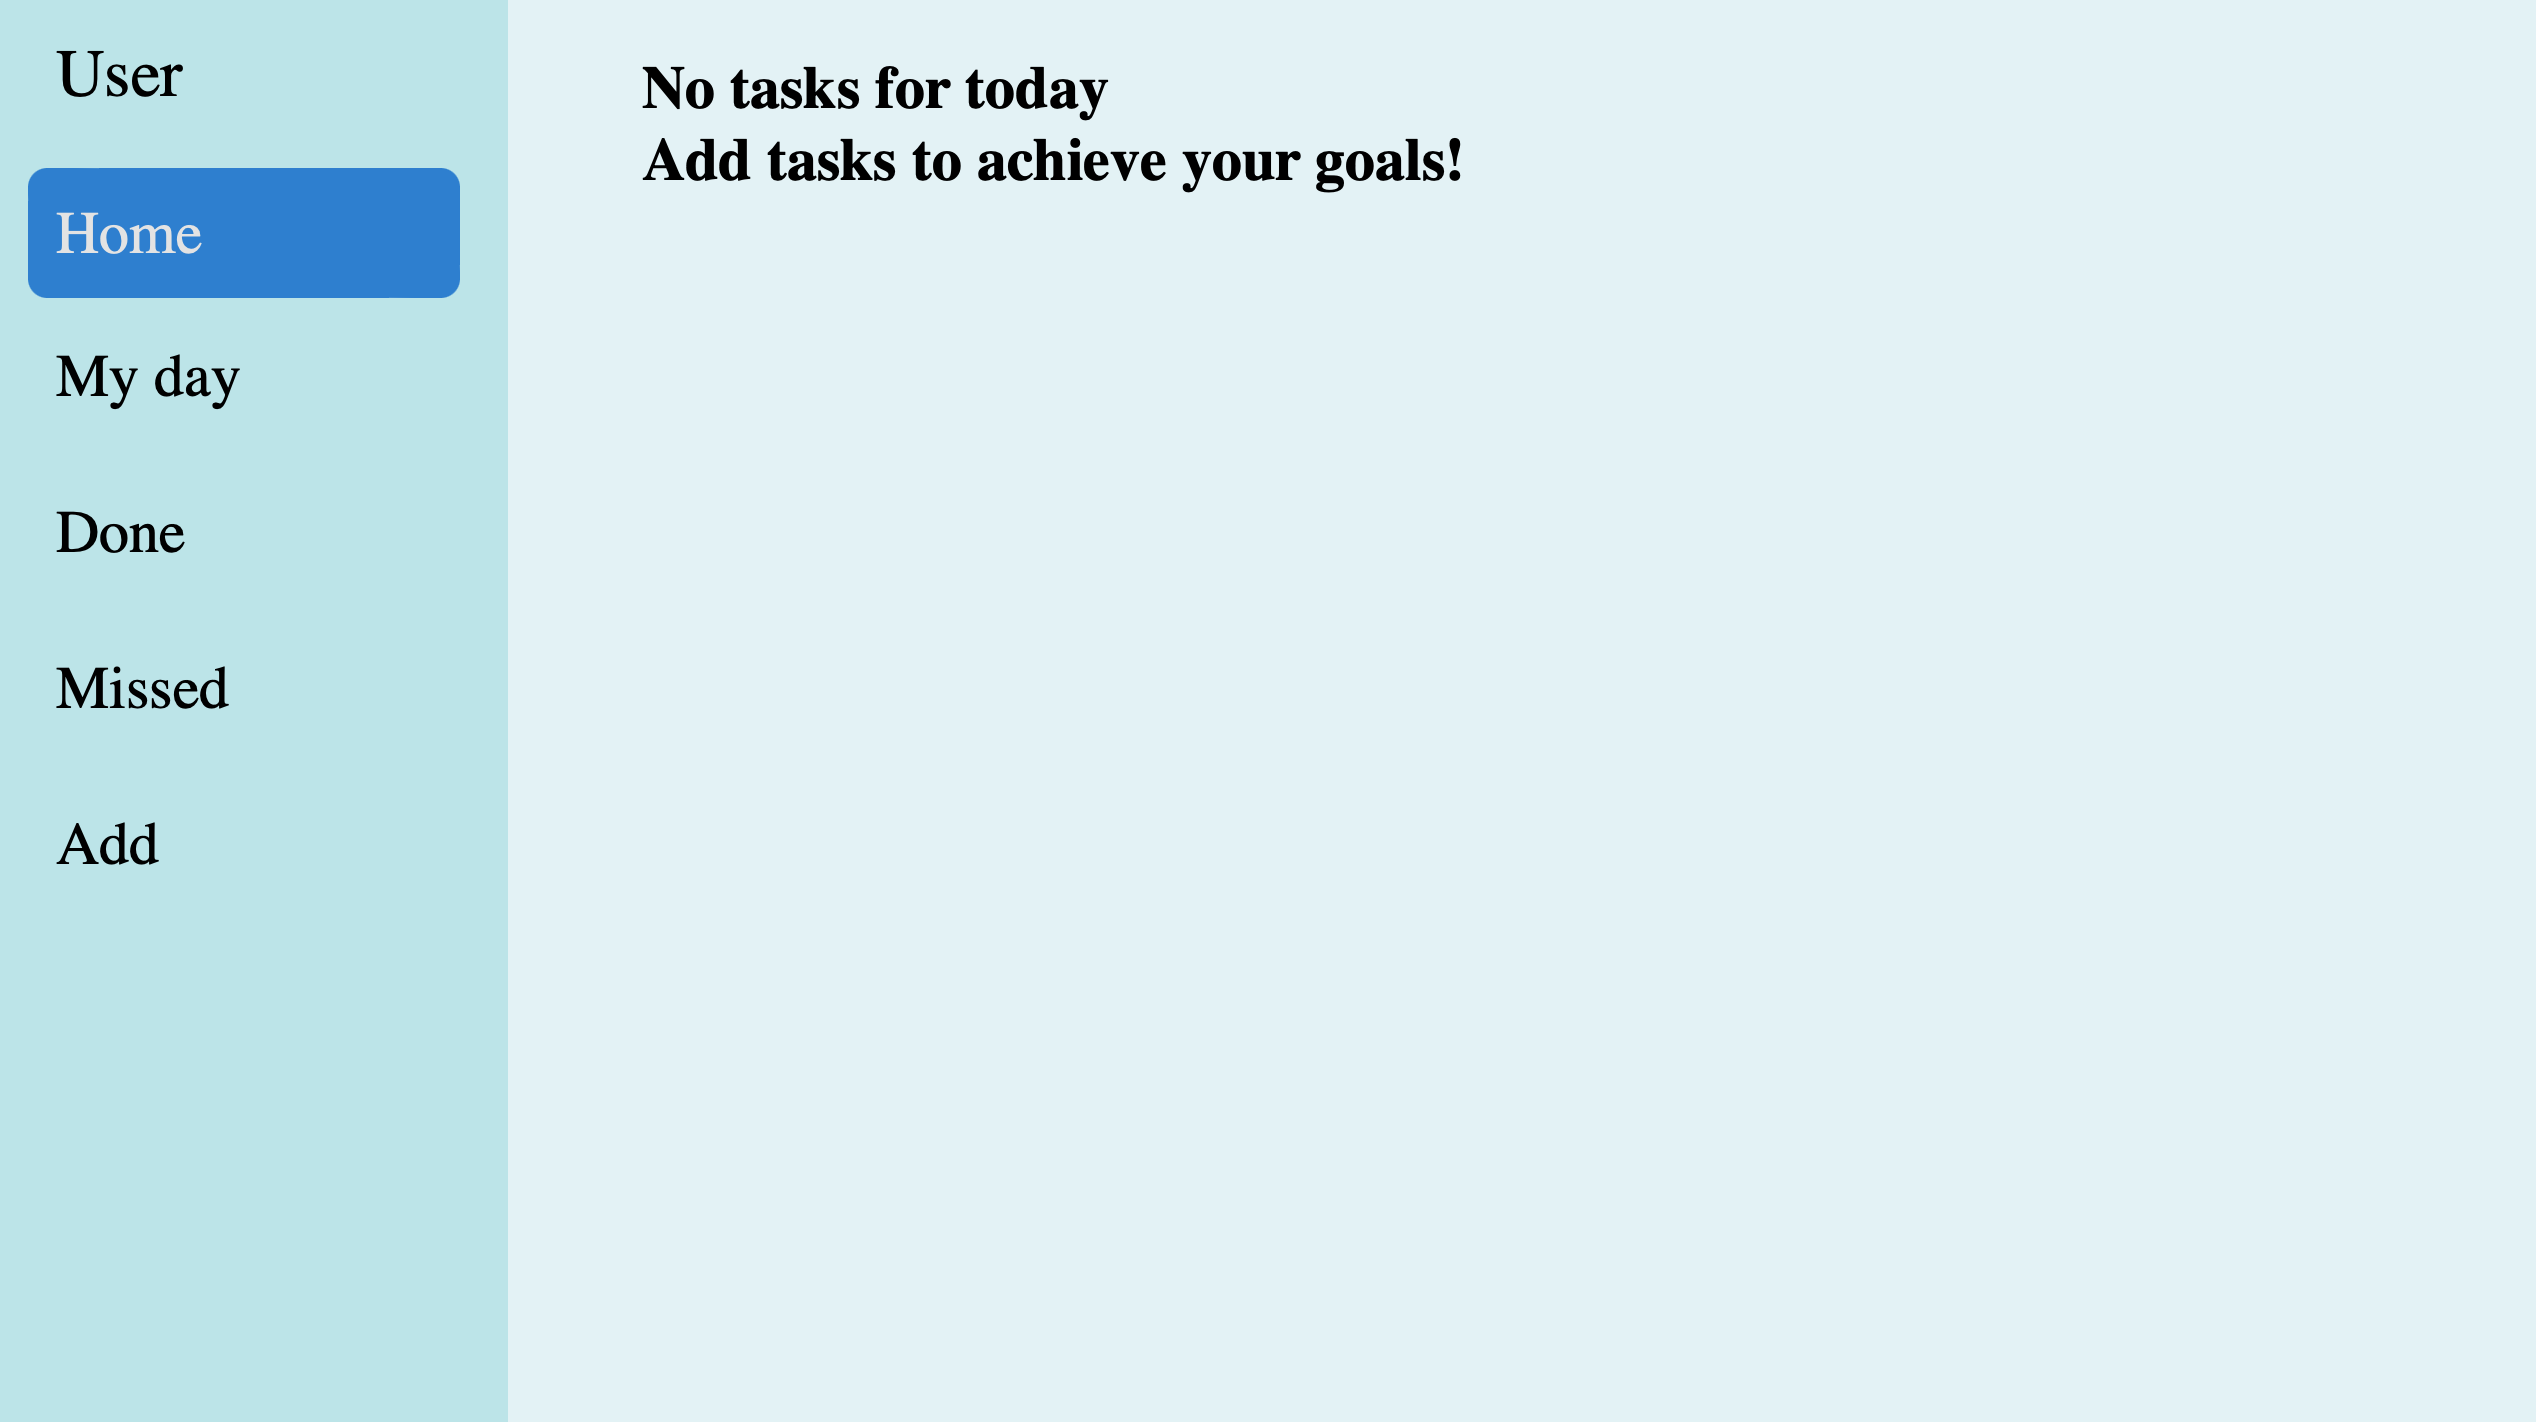 User
Home
My day
Done
Missed
Add
No tasks for today
Add tasks to achieve your goals!